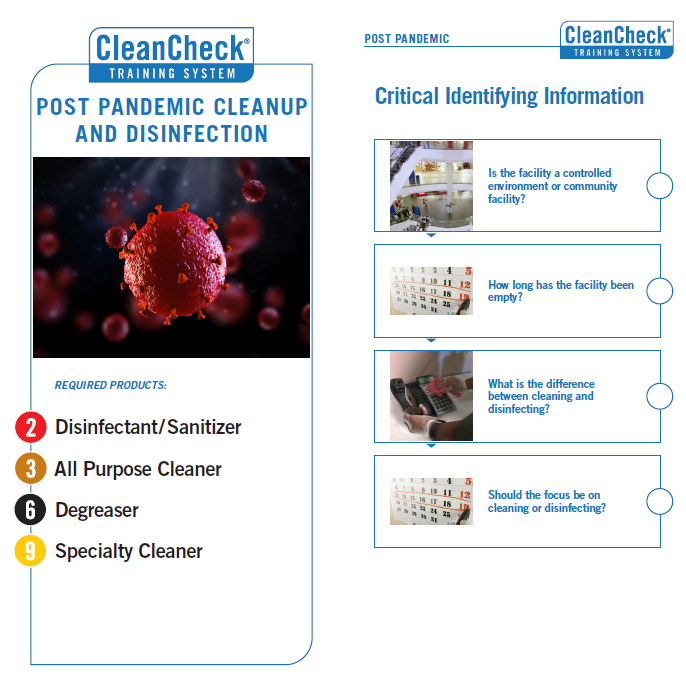 CleanCheck®
TRAINING SYSTEM
POST PANDEMIC CLEANUP
AND DISINFECTION
REQUIRED PRODUCTS:
2 Disinfectant/Sanitizer
3 All Purpose Cleaner
6 Degreaser
9 Specialty Cleaner
POST PANDEMIC
CleanCheck®
TRAINING SYSTEM
Critical Identifying Information
Is the facility a controlled
environment or community
facility?
How long has the facility been
empty?
What is the difference
between cleaning and
disinfecting?
Should the focus be on
cleaning or disinfecting?